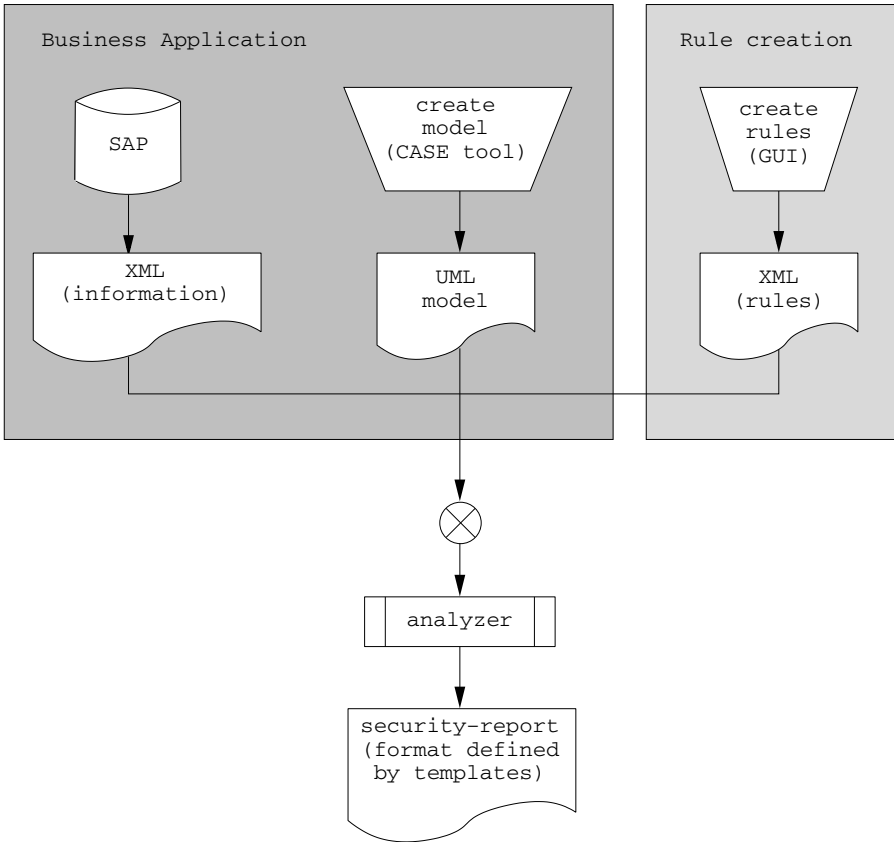 Business Application
Rule creation
SAP
create
model
(CASE tool)
create
rules
(GUI)
XML
(information)
UML
model
XML
(rules)
analyzer
security-report
(format defined
by templates)